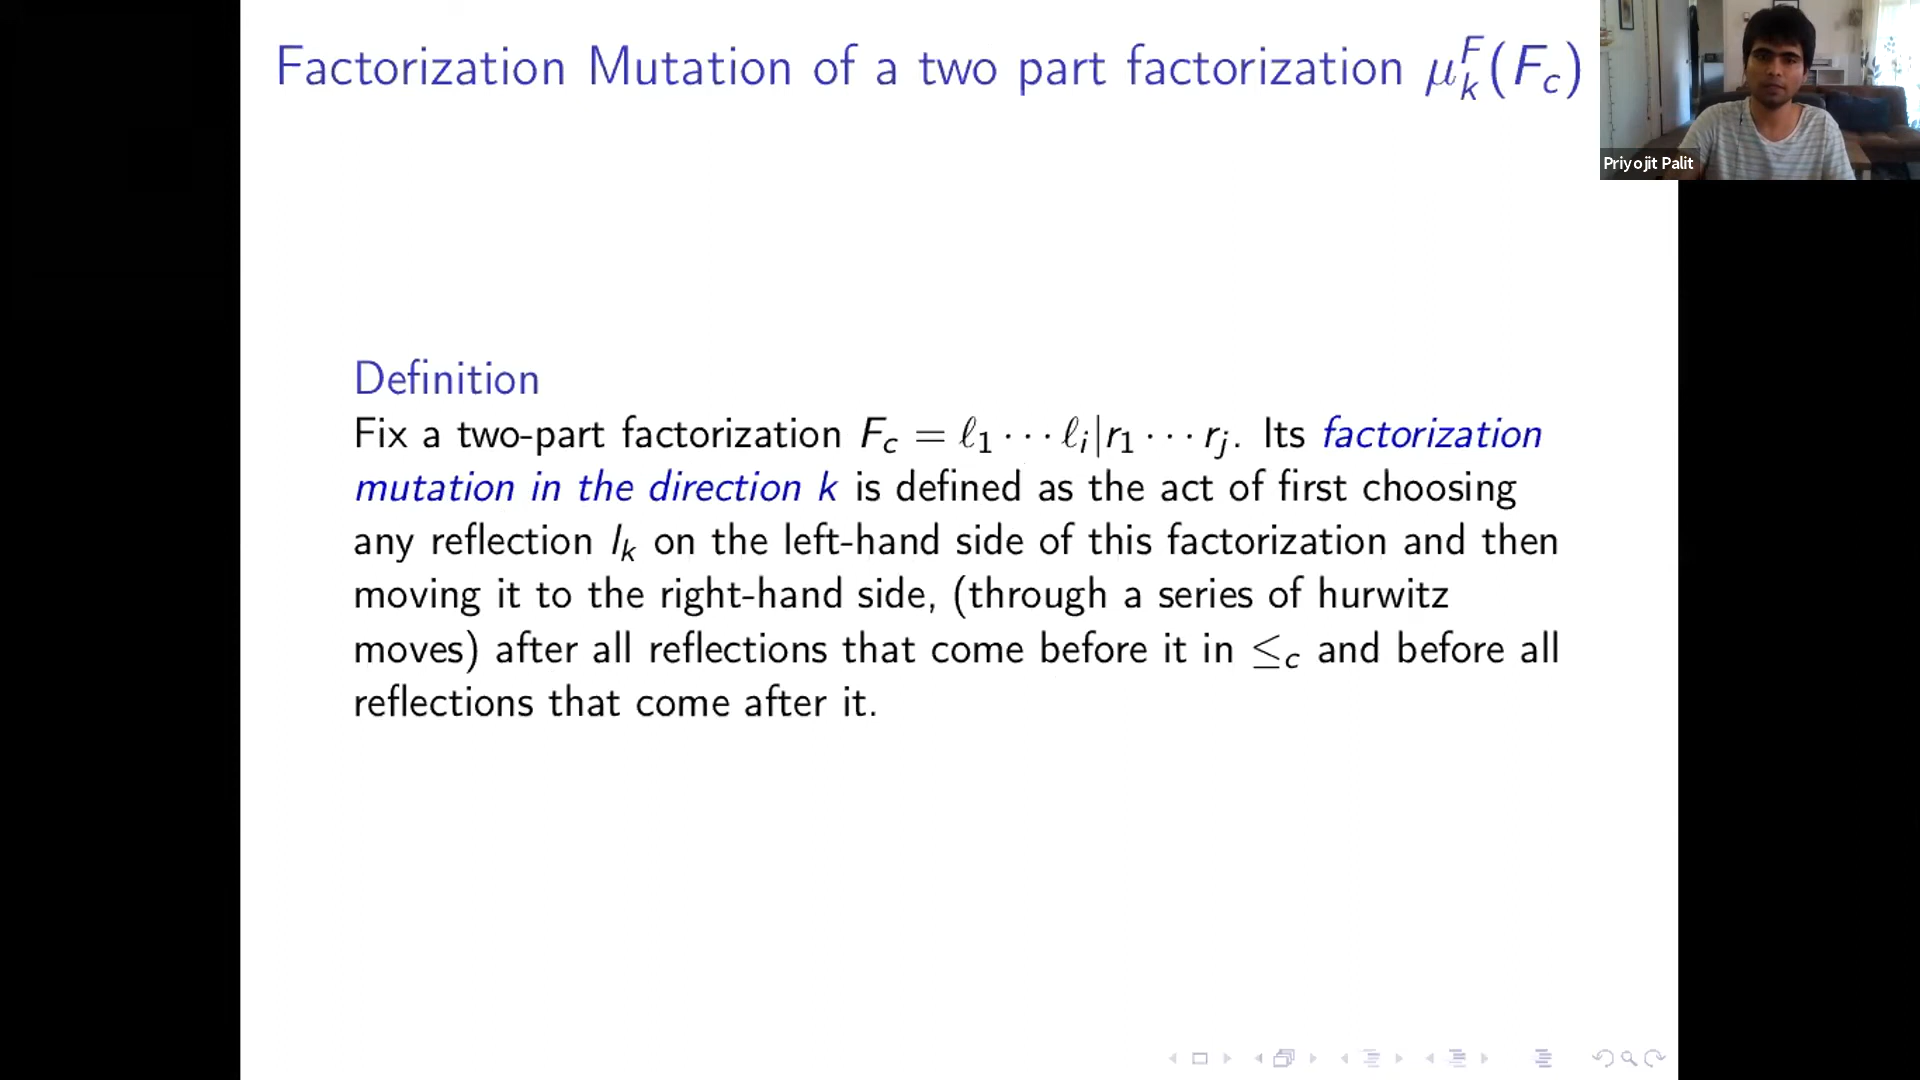 Factorization Mutation of a two part factorization μ_k^F(F_c)
Priyojit Palit
Definition
Fix a two-part factorization F_c = ℓ_1 ··· ℓ_i|r_1 ··· r_j. Its factorization
mutation in the direction k is defined as the act of first choosing
any reflection l_k on the left-hand side of this factorization and then
moving it to the right-hand side, (through a series of hurwitz
moves) after all reflections that come before it in ≤_c and before all
reflections that come after it.